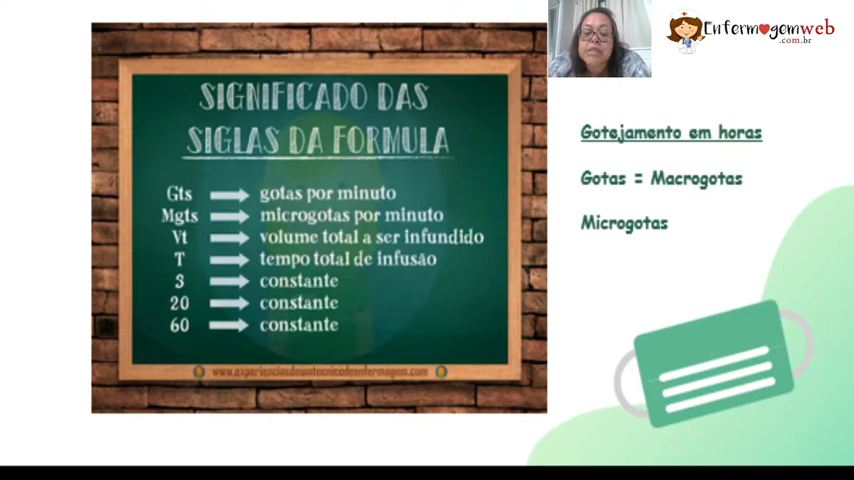 SIGNIFICADO DAS
SIGLAS DA FORMULA
Gts gotas por minuto
Mgts microgotas por minuto
Vt volume total a ser infundido
T tempo total de infusão
3 constante
20 constante
60 constante
www.experienciasdeumtecnicodeenfermagem.com
Enfermagemweb
.com.br
Gotejamento em horas
Gotas = Macrogotas
Microgotas